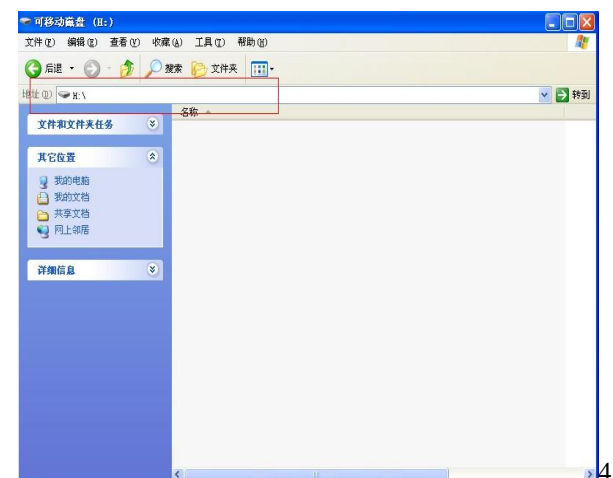 可移动磁盘 (H:)
文件(F) 编辑(E) 查看(V) 收藏(A) 工具(T) 帮助(H)
后退 搜索 文件夹
地址(D) H:\ 转到
名称
文件和文件夹任务
其它位置
我的电脑
我的文档
共享文档
网上邻居
详细信息
4